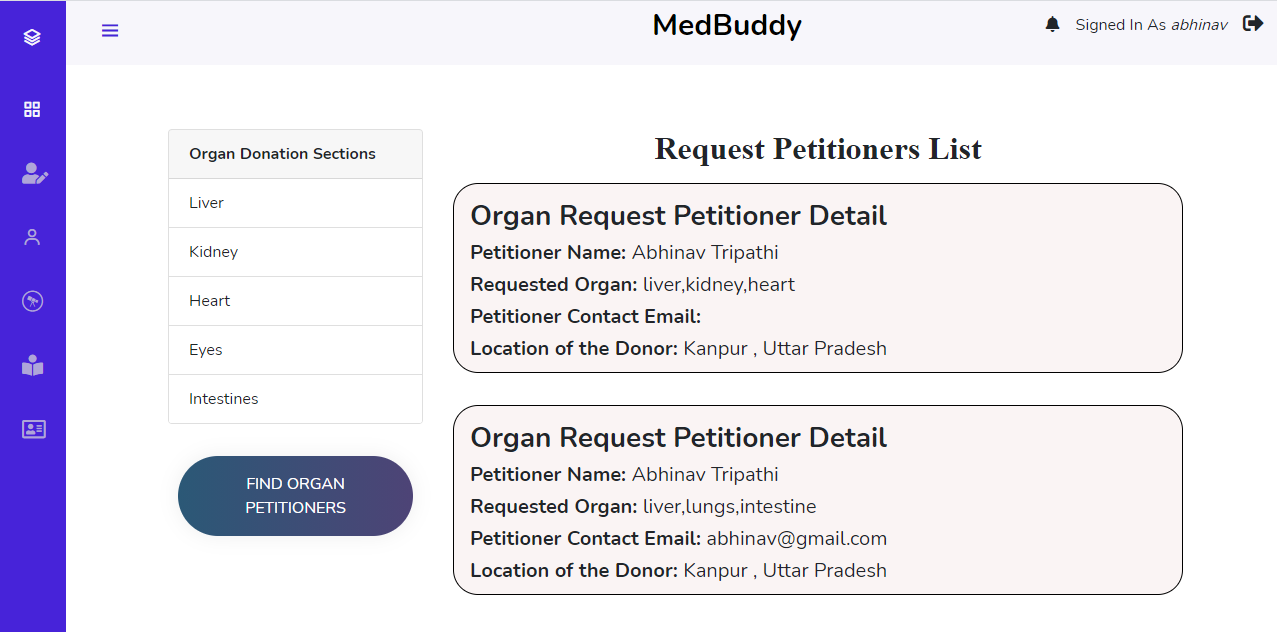 MedBuddy
Signed In As abhinav
Organ Donation Sections
Liver
Kidney
Heart
Eyes
Intestines
FIND ORGAN
PETITIONERS
Request Petitioners List
Organ Request Petitioner Detail
Petitioner Name: Abhinav Tripathi
Requested Organ: liver,kidney,heart
Petitioner Contact Email:
Location of the Donor: Kanpur , Uttar Pradesh
Organ Request Petitioner Detail
Petitioner Name: Abhinav Tripathi
Requested Organ: liver,lungs,intestine
Petitioner Contact Email: abhinav@gmail.com
Location of the Donor: Kanpur , Uttar Pradesh